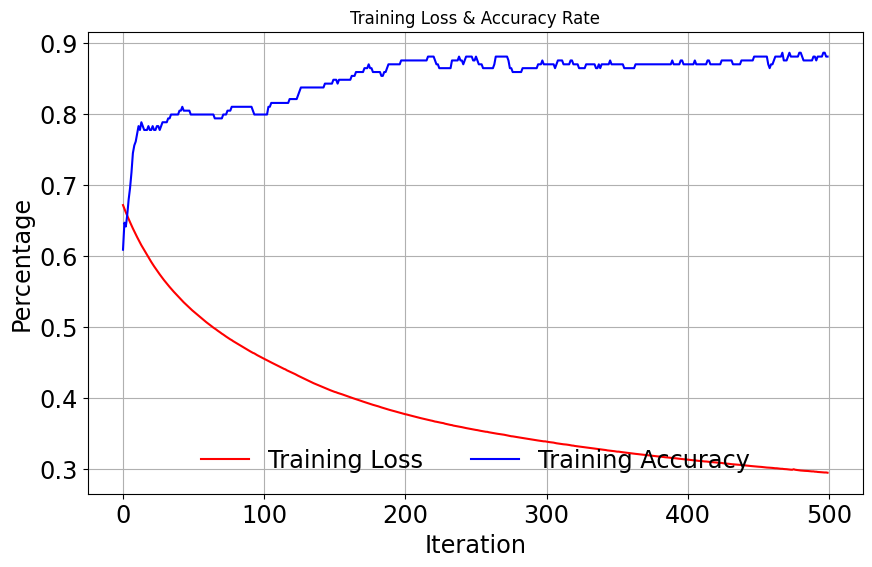 Training Loss & Accuracy Rate
0.9
0.8
0.7
0.6
0.5
0.4
0.3
Percentage
Training Loss Training Accuracy
0 100 200 300 400 500
Iteration